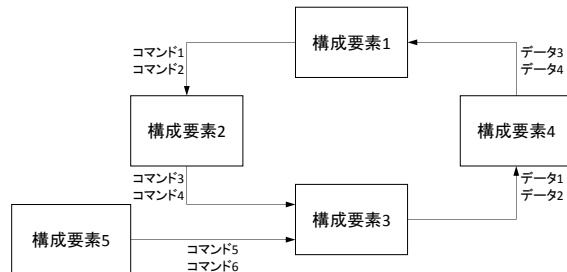 構成要素1
コマンド1
コマンド2
データ3
データ4
構成要素2
構成要素4
コマンド3
コマンド4
データ1
データ2
構成要素3
構成要素5
コマンド5
コマンド6